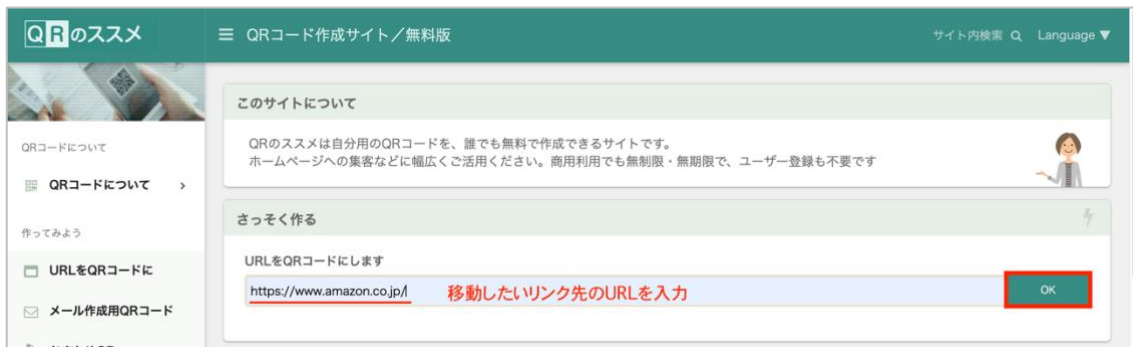 QRのススメ
≡ QRコード作成サイト/無料版
サイト内検索
Language ▼
このサイトについて
QRのススメは自分用のQRコードを、誰でも無料で作成できるサイトです。
ホームページへの集客などに幅広くご活用ください。商用利用でも無制限・無期限で、ユーザー登録も不要です
QRコードについて
QRコードについて >
作ってみよう
URLをQRコードに
メール作成用QRコード
さっそく作る
URLをQRコードにします
https://www.amazon.co.jp/
移動したいリンク先のURLを入力
OK